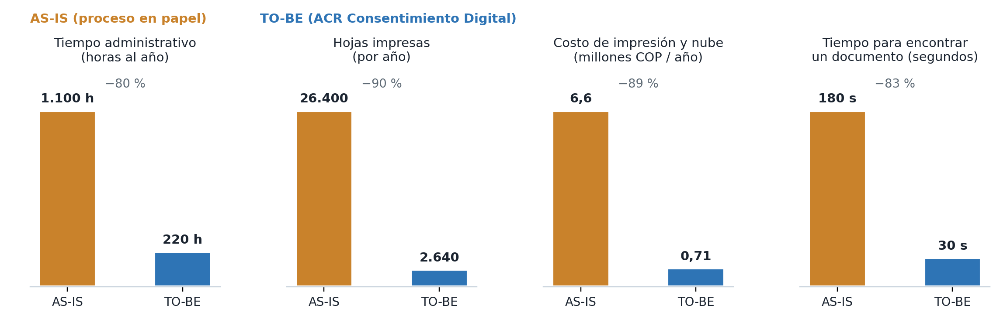 AS-IS (proceso en papel)
TO-BE (ACR Consentimiento Digital)
Tiempo administrativo
(horas al año)
−80 %
1.100 h
220 h
AS-IS
TO-BE
Hojas impresas
(por año)
−90 %
26.400
2.640
AS-IS
TO-BE
Costo de impresión y nube
(millones COP / año)
−89 %
6,6
0,71
AS-IS
TO-BE
Tiempo para encontrar
un documento (segundos)
−83 %
180 s
30 s
AS-IS
TO-BE